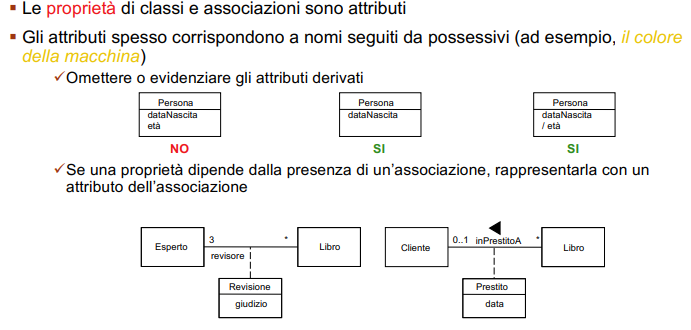 Le proprietà di classi e associazioni sono attributi
Gli attributi spesso corrispondono a nomi seguiti da possessivi (ad esempio, il colore
della macchina)
Omettere o evidenziare gli attributi derivati
Persona
dataNascita
età
NO
Persona
dataNascita
SI
Persona
dataNascita
/ età
SI
Se una proprietà dipende dalla presenza di un'associazione, rappresentarla con un
attributo dell'associazione
Esperto
3
*
revisore
Libro
Revisione
giudizio
Cliente
0..1
inPrestitoA
*
Libro
Prestito
data